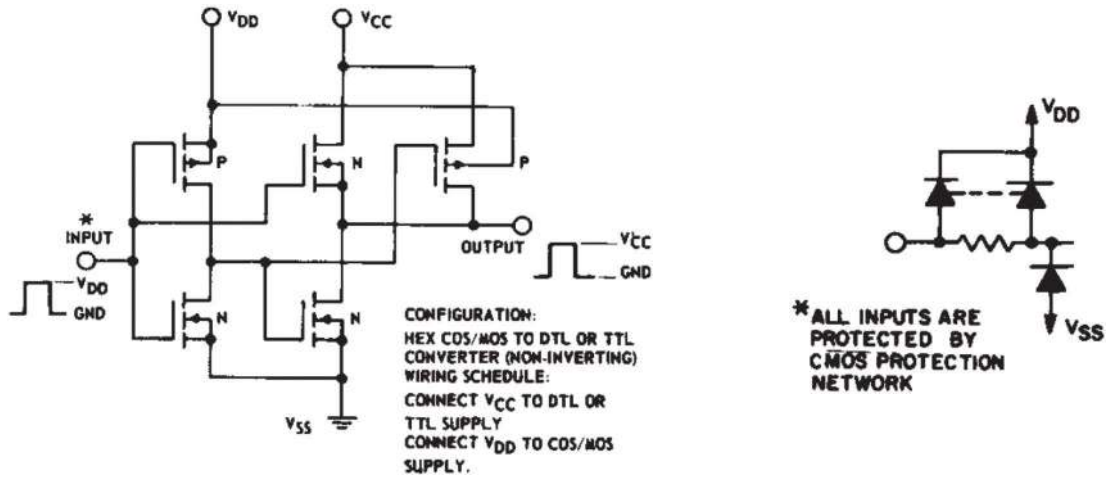 VDD
VCC
P
N
P
*
INPUT
OUTPUT
VDD
GND
VCC
GND
N
N
VSS
CONFIGURATION:
HEX COS/MOS TO DTL OR TTL
CONVERTER (NON-INVERTING)
WIRING SCHEDULE:
CONNECT VCC TO DTL OR
TTL SUPPLY
CONNECT VDD TO COS/MOS
SUPPLY.
VDD
VSS
*ALL INPUTS ARE
PROTECTED BY
CMOS PROTECTION
NETWORK